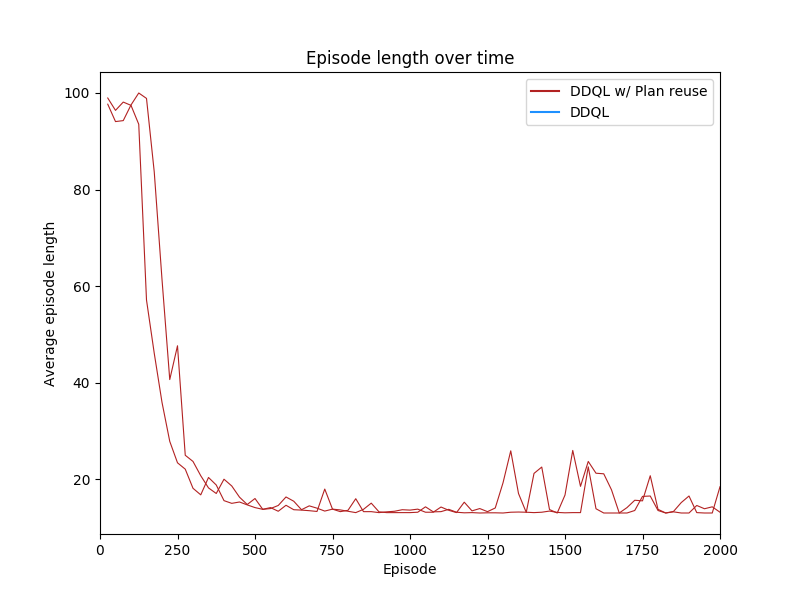 Episode length over time
DDQL w/ Plan reuse
DDQL
100
80
60
40
20
Average episode length
0 250 500 750 1000 1250 1500 1750 2000
Episode